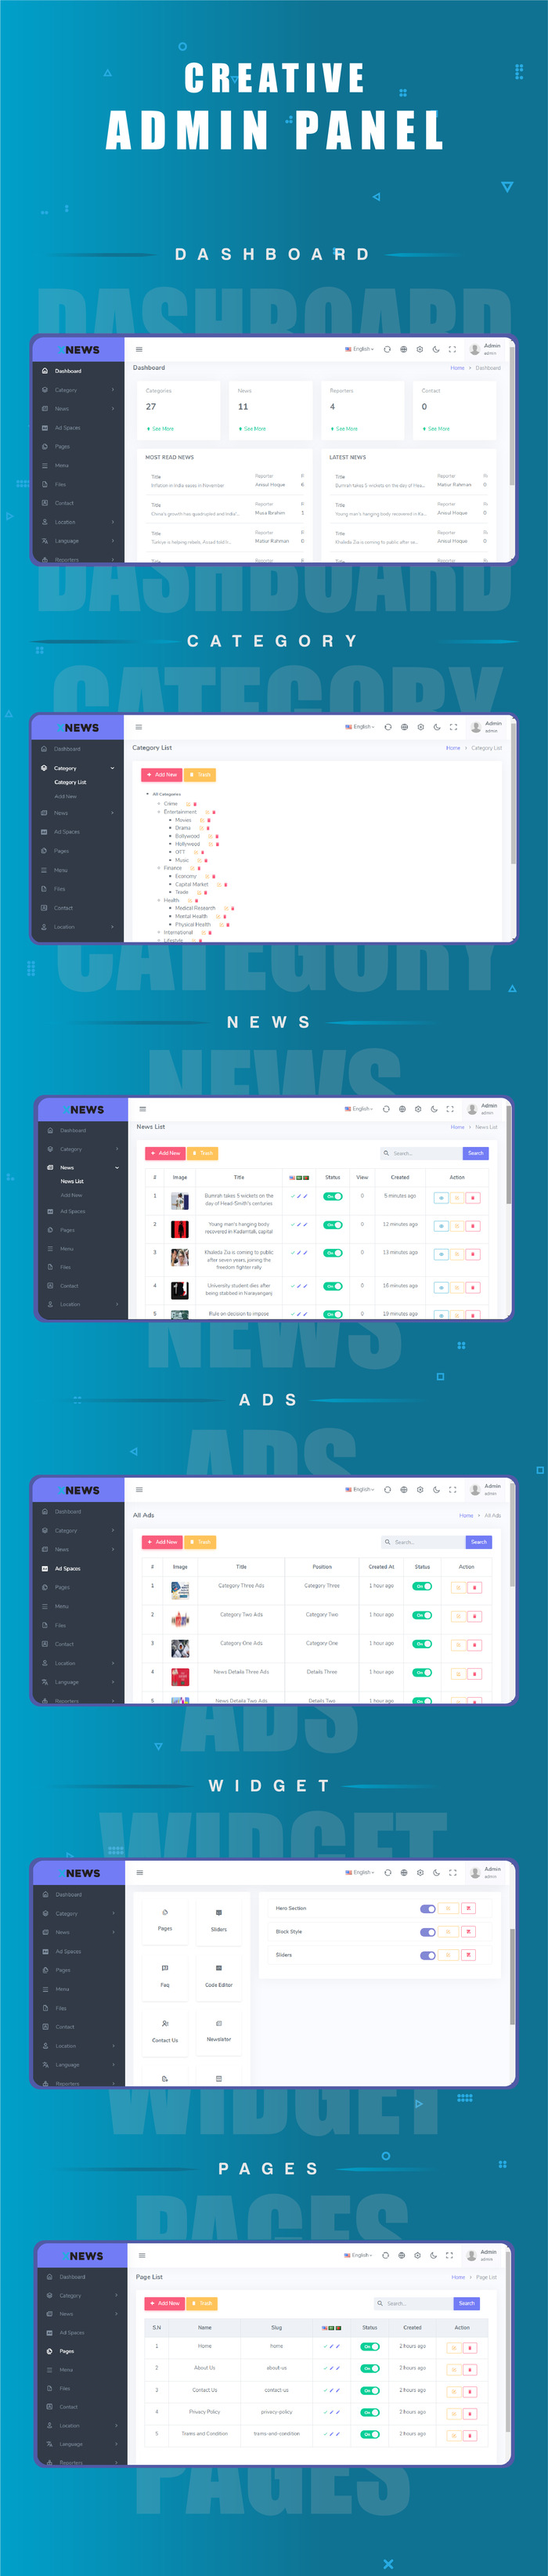 CREATIVE
ADMIN PANEL
DASHBOARD
DASHBOARD
NEWS
English
Admin
admin
Dashboard
Home > Dashboard
Dashboard
Category
News
Ad Spaces
Pages
Menu
Files
Contact
Location
Language
Reporters
Categories
27
See More
News
11
See More
Reporters
4
See More
Contact
0
See More
MOST READ NEWS
Title
Reporter
Inflation in India eases in November
Ainsul Hoque
6
Title
Reporter
China's growth has quadrupled and India'...
Musa Ibrahim
1
Title
Reporter
Turkiye is helping rebels, Assad told I...
Matiur Rahman
0
LATEST NEWS
Title
Reporter
Bumrah takes 5 wickets on the day of Hea...
Matiur Rahman
0
Title
Reporter
Young man's hanging body recovered in Ka...
Ainsul Hoque
0
Title
Reporter
Khaleda Zia is coming to public after se...
Ainsul Hoque
0
DASHBOARD
CATEGORY
CATEGORY
NEWS
English
Admin
admin
Category List
Home > Category List
Dashboard
Category
Category List
Add New
News
Ad Spaces
Pages
Menu
Files
Contact
Location
+ Add New
Trash
All Categories
Crime
Entertainment
Movies
Drama
Bollywood
Hollywood
OTT
Music
Finance
Economy
Capital Market
Trade
Health
Medical Research
Mental Health
Physical Health
International
Lifestyle
CATEGORY
NEWS
NEWS
NEWS
English
Admin
admin
News List
Home > News List
Dashboard
Category
News
News List
Add New
Ad Spaces
Pages
Menu
Files
Contact
Location
+ Add New
Trash
Search...
Search
# Image Title Status View Created Action
1 Bumrah takes 5 wickets on the day of Head-Smith's centuries On 0 5 minutes ago
2 Young man's hanging body recovered in Kadamtali, capital On 0 12 minutes ago
3 Khaleda Zia is coming to public after seven years, joining the freedom fighter rally. On 0 13 minutes ago
4 University student dies after being stabbed in Narayanganj On 0 16 minutes ago
5 Rule on decision to impose On 0 19 minutes ago
NEWS
ADS
ADS
NEWS
English
Admin
admin
All Ads
Home > All Ads
Dashboard
Category
News
Ad Spaces
Pages
Menu
Files
Contact
Location
Language
Reporters
+ Add New
Trash
Search...
Search
# Image Title Position Created At Status Action
1 Category Three Ads Category Three 1 hour ago On
2 Category Two Ads Category Two 1 hour ago On
3 Category One Ads Category One 1 hour ago On
4 News Details Three Ads Details Three 1 hour ago On
5 News Details Two Ads Details Two 1 hour ago On
ADS
WIDGET
WIDGET
NEWS
English
Admin
admin
Dashboard
Category
News
Ad Spaces
Pages
Menu
Files
Contact
Location
Language
Reporters
Pages
Sliders
Faq
Code Editor
Contact Us
Newsletter
Hero Section
Block Style
Sliders
WIDGET
PAGES
PAGES
NEWS
English
Admin
admin
Page List
Home > Page List
Dashboard
Category
News
Ad Spaces
Pages
Menu
Files
Contact
Location
Language
Reporters
+ Add New
Trash
Search...
Search
S.N Name Slug Status Created Action
1 Home home On 2 hours ago
2 About Us about-us On 2 hours ago
3 Contact Us contact-us On 2 hours ago
4 Privacy Policy privacy-policy On 2 hours ago
5 Terms and Condition terms-and-condition On 2 hours ago
PAGES